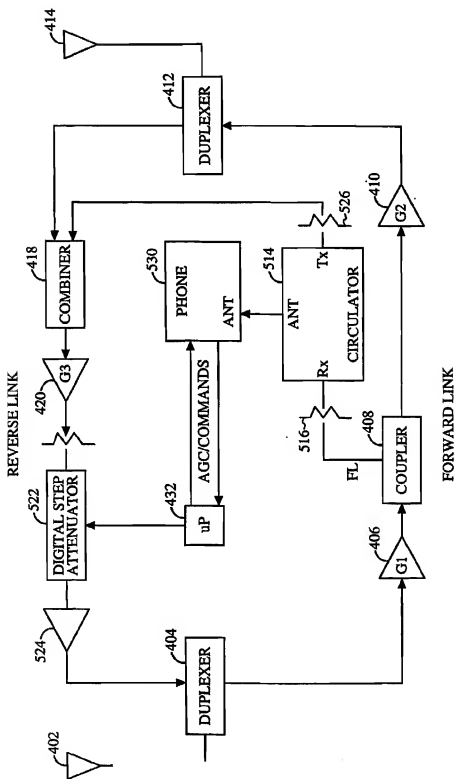 REVERSE LINK
414
412
DUPLEXER
418
COMBINER
420
G3
522
DIGITAL STEP
ATTENUATOR
524
530
PHONE
ANT
AGC/COMMANDS
432
uP
526
514
ANT
Tx
Rx
CIRCULATOR
516
FL
408
COUPLER
410
G2
406
G1
404
DUPLEXER
402
FORWARD LINK